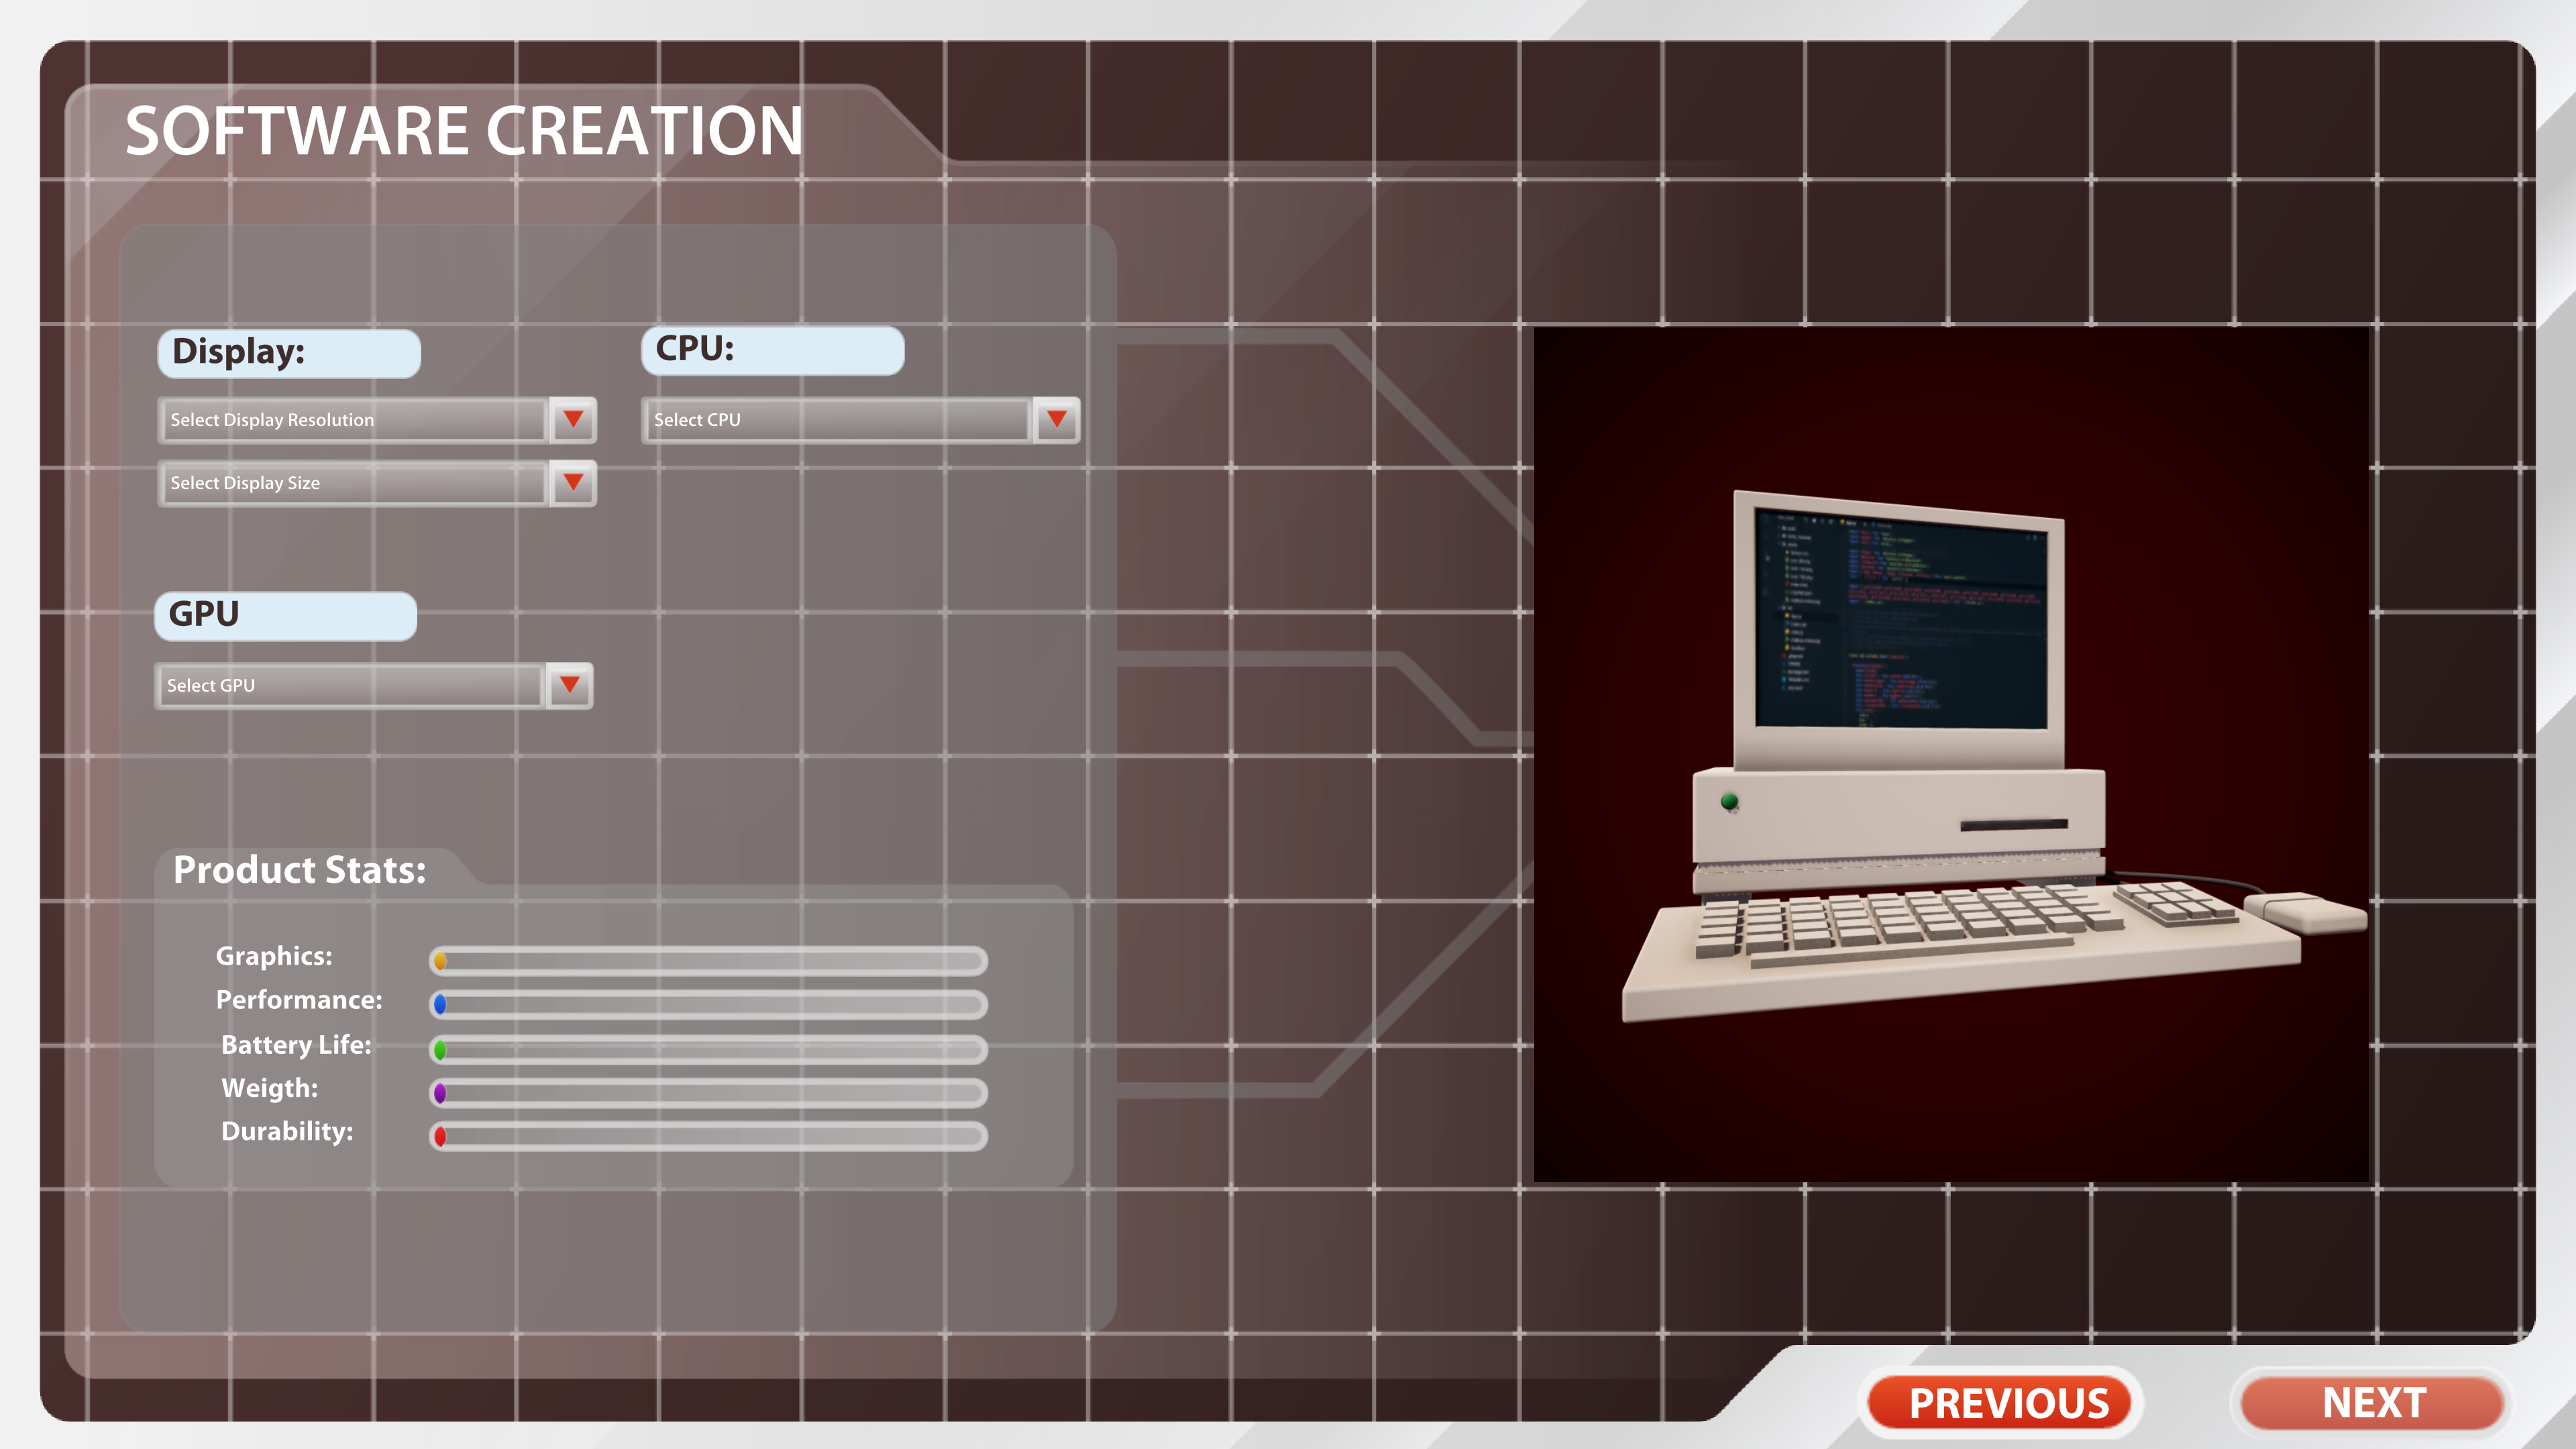 SOFTWARE CREATION
Display:
Select Display Resolution
Select Display Size
CPU:
Select CPU
GPU
Select GPU
Product Stats:
Graphics:
Performance:
Battery Life:
Weigth:
Durability:
PREVIOUS
NEXT